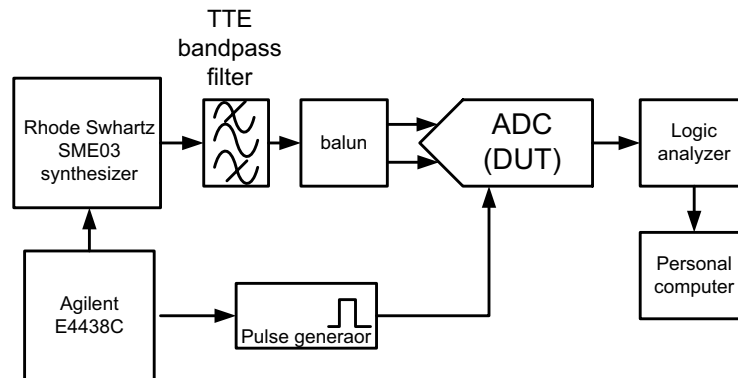 TTE
bandpass
filter
Rhode Swhartz
SME03
synthesizer
balun
ADC
(DUT)
Logic
analyzer
Agilent
E4438C
Pulse generaor
Personal
computer